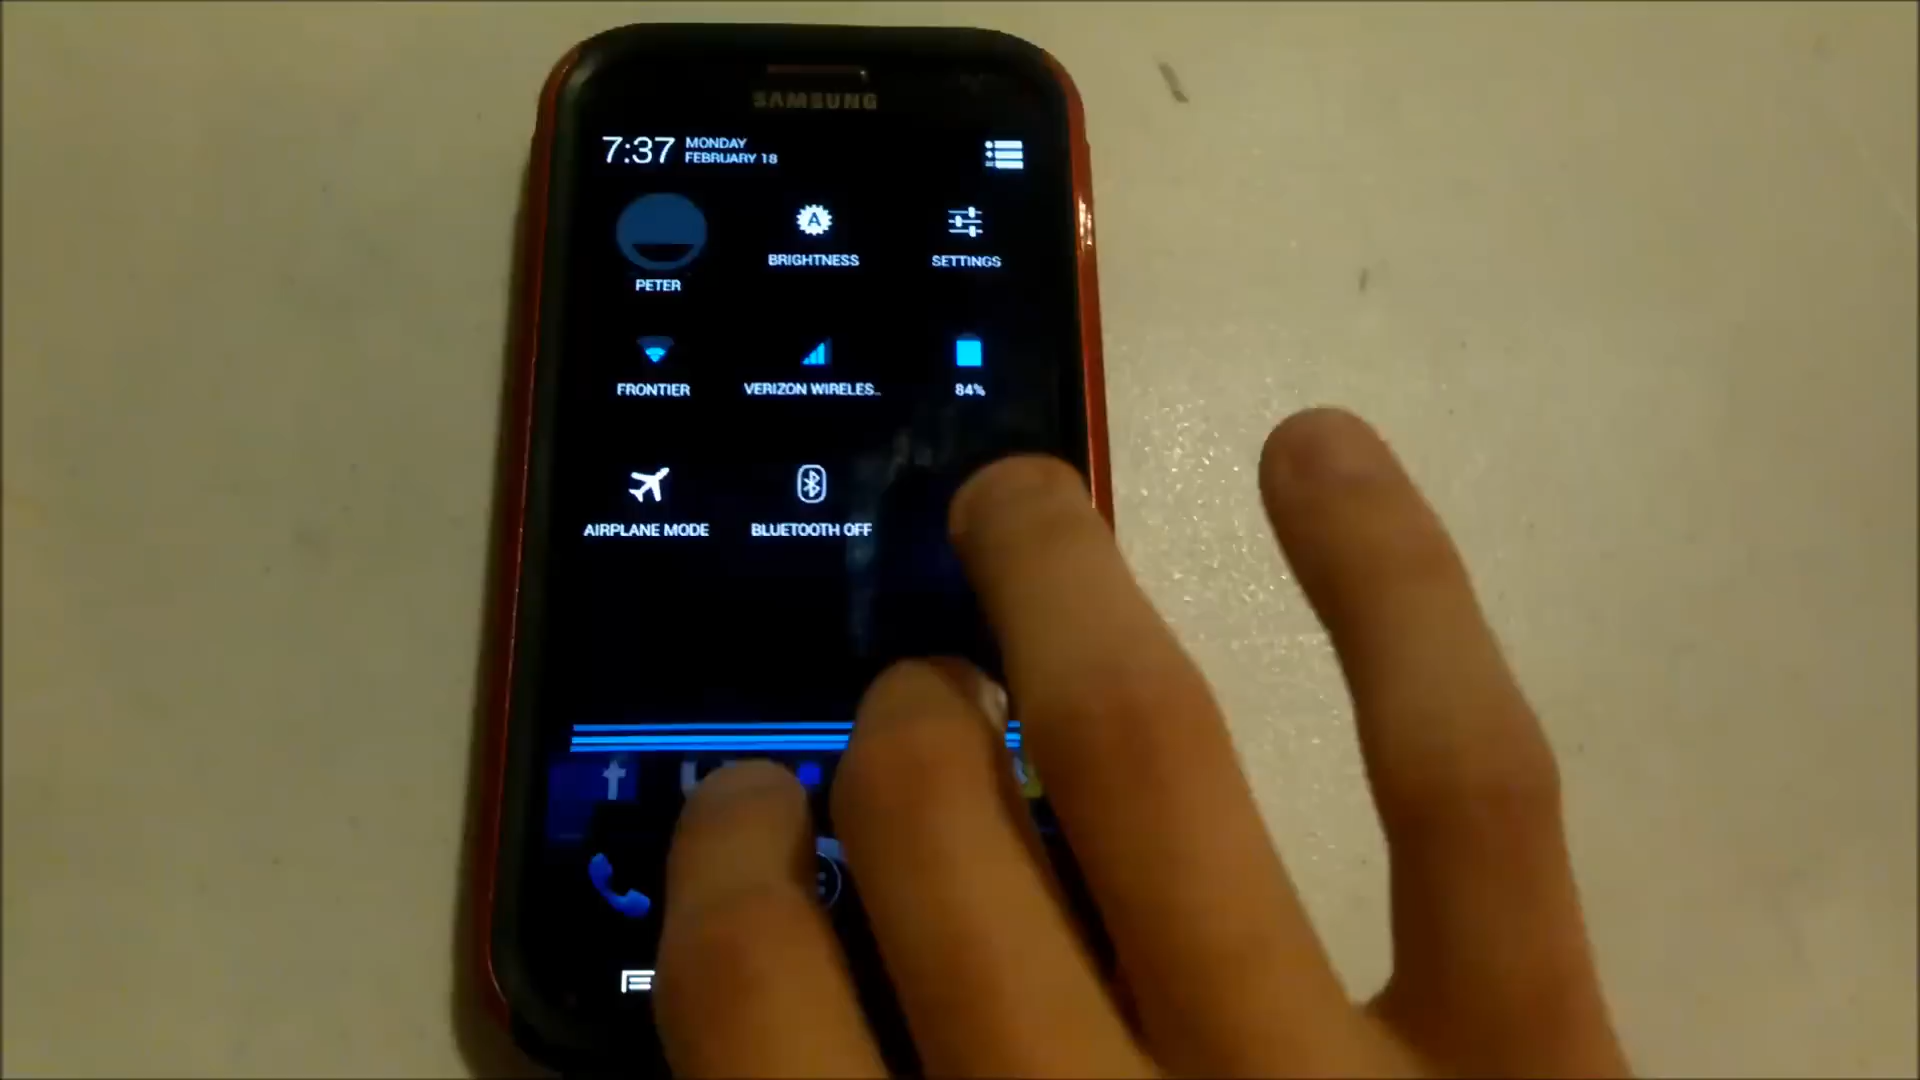 SAMSUNG
7:37 MONDAY
FEBRUARY 18
PETER
BRIGHTNESS
SETTINGS
FRONTIER
VERIZON WIRELES..
84%
AIRPLANE MODE
BLUETOOTH OFF